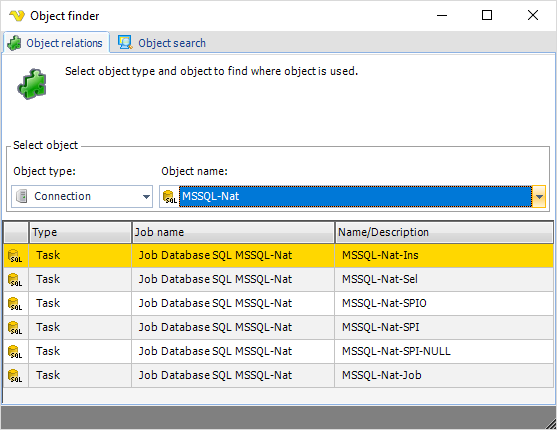 Object finder
Object relations Object search
Select object type and object to find where object is used.
Select object
Object type: Object name:
Connection SQL MSSQL-Nat
Type Job name Name/Description
SQL Task Job Database SQL MSSQL-Nat MSSQL-Nat-Ins
SQL Task Job Database SQL MSSQL-Nat MSSQL-Nat-Sel
SQL Task Job Database SQL MSSQL-Nat MSSQL-Nat-SPIO
SQL Task Job Database SQL MSSQL-Nat MSSQL-Nat-SPI
SQL Task Job Database SQL MSSQL-Nat MSSQL-Nat-SPI-NULL
SQL Task Job Database SQL MSSQL-Nat MSSQL-Nat-Job